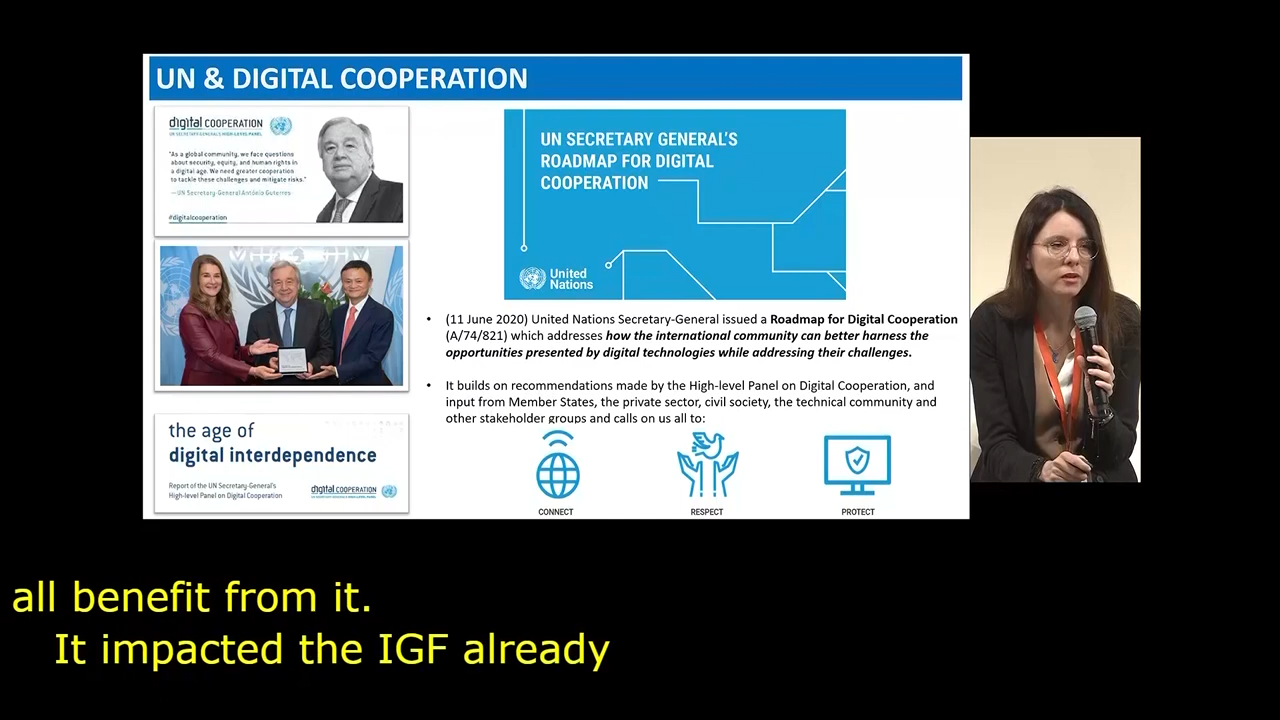 UN & DIGITAL COOPERATION
digital COOPERATION
UN SECRETARY-GENERAL'S HIGH-LEVEL PANEL
"As a global community, we face questions
about security, equity, and human rights in
a digital age. We need greater cooperation
to tackle these challenges and mitigate risks."
—UN Secretary-General António Guterres
#digitalcooperation
the age of
digital interdependence
Report of the UN Secretary-General's
High-level Panel on Digital Cooperation
digital COOPERATION
UN SECRETARY GENERAL'S
ROADMAP FOR DIGITAL
COOPERATION
United
Nations
• (11 June 2020) United Nations Secretary-General issued a Roadmap for Digital Cooperation
(A/74/821) which addresses how the international community can better harness the
opportunities presented by digital technologies while addressing their challenges.
• It builds on recommendations made by the High-level Panel on Digital Cooperation, and
input from Member States, the private sector, civil society, the technical community and
other stakeholder groups and calls on us all to:
CONNECT
RESPECT
PROTECT
all benefit from it.
It impacted the IGF already